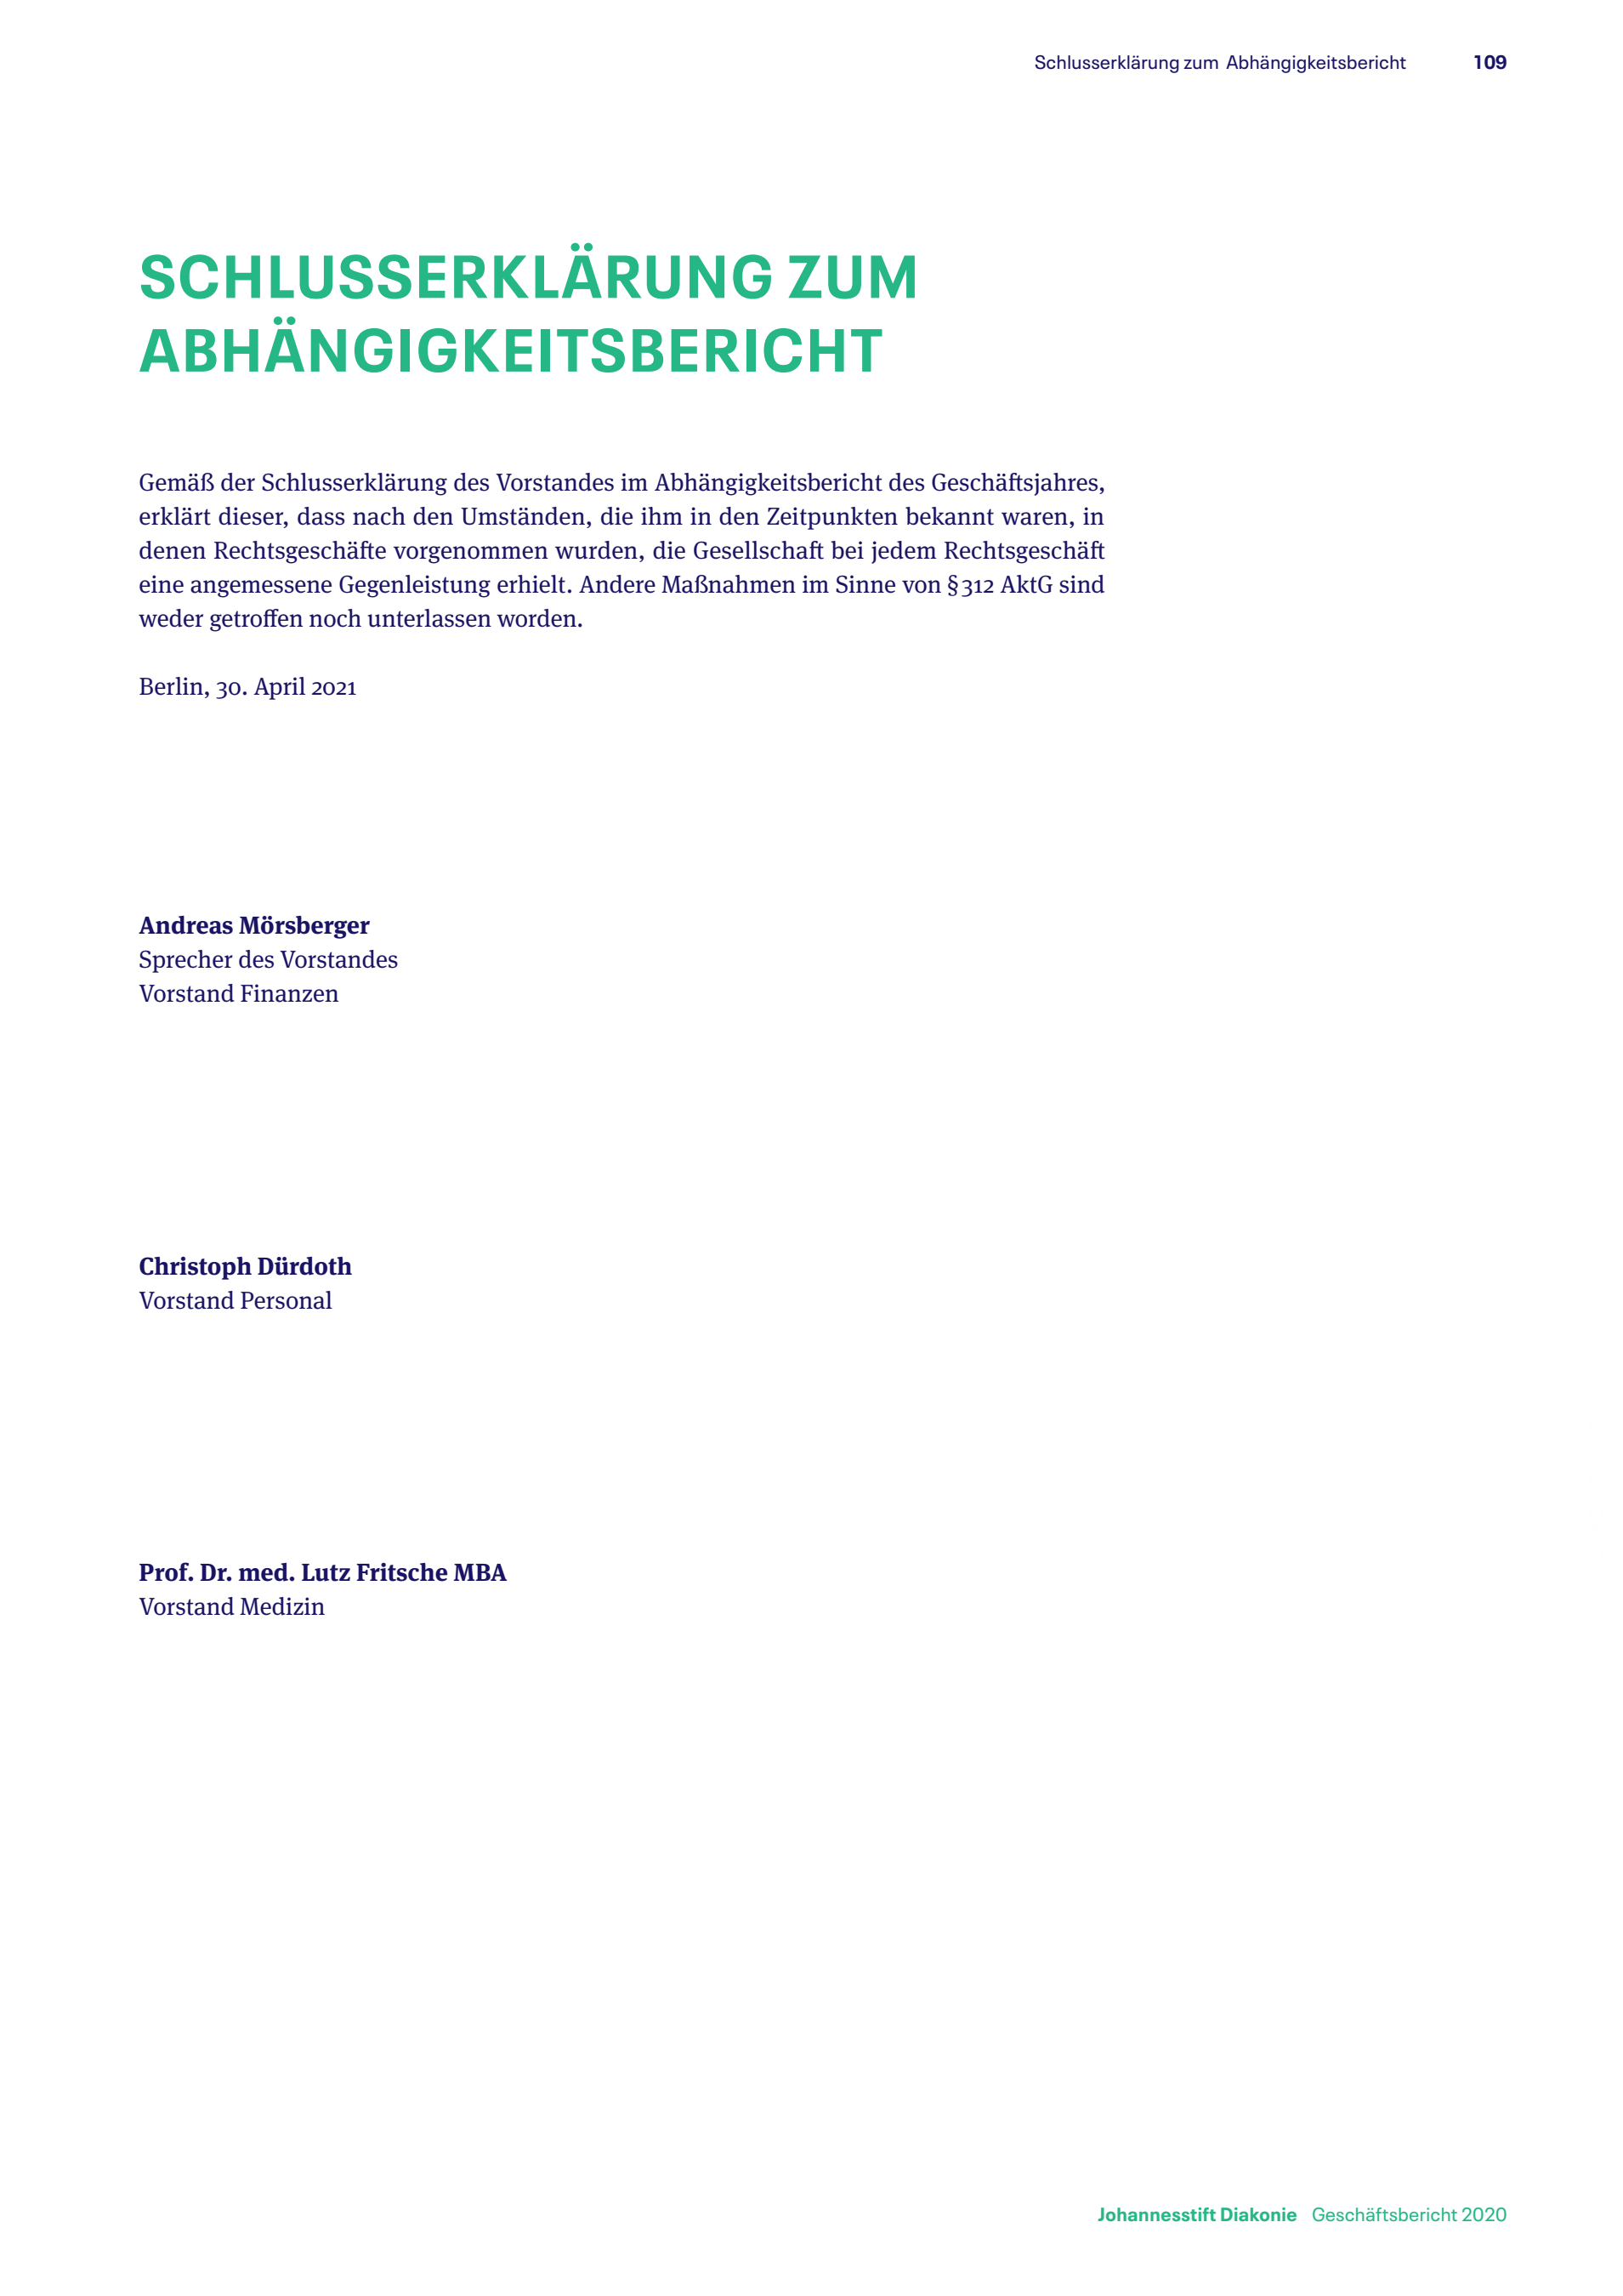 Schlusserklärung zum Abhängigkeitsbericht 109
SCHLUSSERKLÄRUNG ZUM
ABHÄNGIGKEITSBERICHT
Gemäß der Schlusserklärung des Vorstandes im Abhängigkeitsbericht des Geschäftsjahres,
erklärt dieser, dass nach den Umständen, die ihm in den Zeitpunkten bekannt waren, in
denen Rechtsgeschäfte vorgenommen wurden, die Gesellschaft bei jedem Rechtsgeschäft
eine angemessene Gegenleistung erhielt. Andere Maßnahmen im Sinne von § 312 AktG sind
weder getroffen noch unterlassen worden.
Berlin, 30. April 2021
Andreas Mörsberger
Sprecher des Vorstandes
Vorstand Finanzen
Christoph Dürdoth
Vorstand Personal
Prof. Dr. med. Lutz Fritsche MBA
Vorstand Medizin
Johannesstift Diakonie Geschäftsbericht 2020